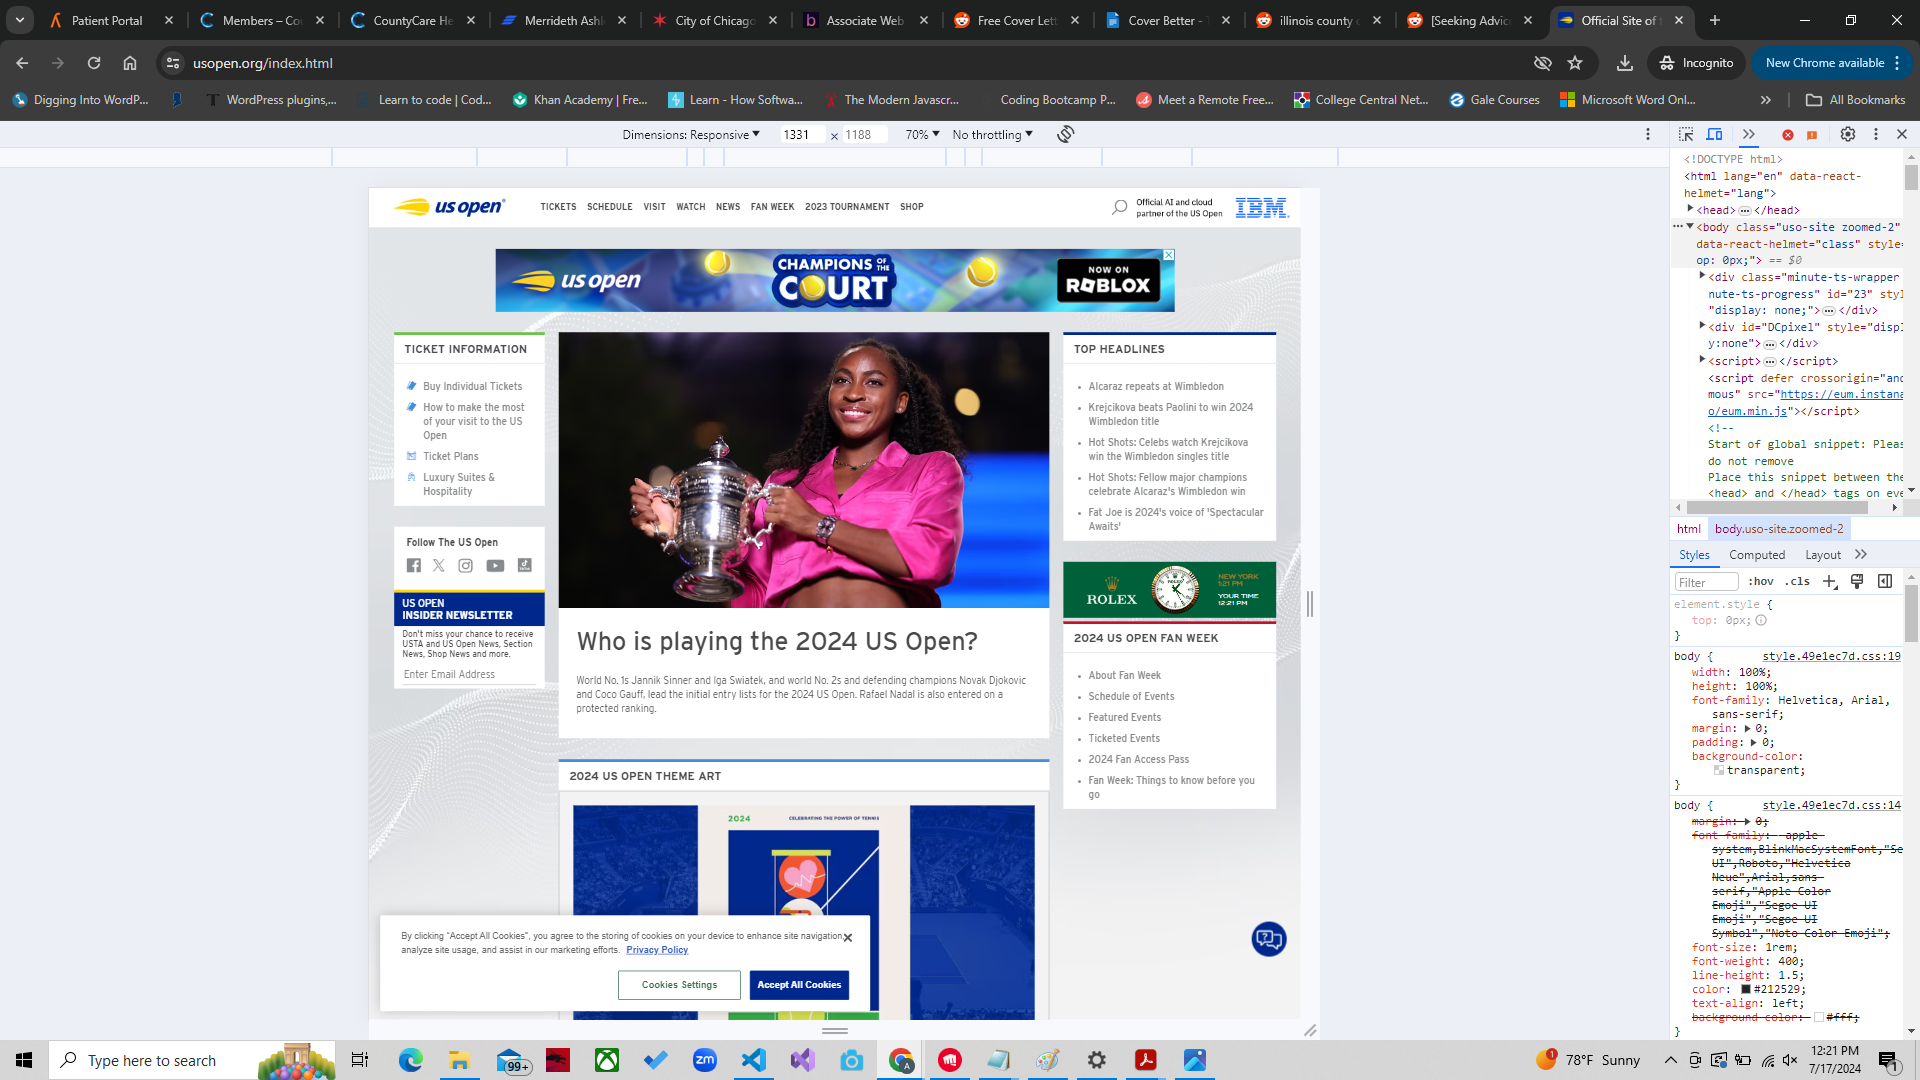 Patient Portal
Members – Cou
CountyCare He
Merrideth Ashl
City of Chicago
Associate Web
Free Cover Lett
Cover Better -
illinois county
[Seeking Advic
Official Site of
usopen.org/index.html
Incognito
New Chrome available
Digging Into WordP...
WordPress plugins,...
Learn to code | Cod...
Khan Academy | Fre...
Learn - How Softwa...
The Modern Javascr...
Coding Bootcamp P...
Meet a Remote Free...
College Central Net...
Gale Courses
Microsoft Word Onl...
All Bookmarks
Dimensions: Responsive
1331 × 1188
70%
No throttling
us open
TICKETS SCHEDULE VISIT WATCH NEWS FAN WEEK 2023 TOURNAMENT SHOP
Official AI and cloud
partner of the US Open
IBM
us open
CHAMPIONS OF THE
COURT
NOW ON
ROBLOX
TICKET INFORMATION
Buy Individual Tickets
How to make the most
of your visit to the US
Open
Ticket Plans
Luxury Suites &
Hospitality
Follow The US Open
US OPEN
INSIDER NEWSLETTER
Don't miss your chance to receive
USTA and US Open News, Section
News, Shop News and more.
Enter Email Address
Who is playing the 2024 US Open?
World No. 1s Jannik Sinner and Iga Swiatek, and world No. 2s and defending champions Novak Djokovic
and Coco Gauff, lead the initial entry lists for the 2024 US Open. Rafael Nadal is also entered on a
protected ranking.
2024 US OPEN THEME ART
2024
CELEBRATING THE POWER OF TENNIS
TOP HEADLINES
Alcaraz repeats at Wimbledon
Krejcikova beats Paolini to win 2024
Wimbledon title
Hot Shots: Celebs watch Krejcikova
win the Wimbledon singles title
Hot Shots: Fellow major champions
celebrate Alcaraz's Wimbledon win
Fat Joe is 2024's voice of 'Spectacular
Awaits'
ROLEX
NEW YORK
1:21 PM
YOUR TIME
12:21 PM
2024 US OPEN FAN WEEK
About Fan Week
Schedule of Events
Featured Events
Ticketed Events
2024 Fan Access Pass
Fan Week: Things to know before you
go
By clicking “Accept All Cookies”, you agree to the storing of cookies on your device to enhance site navigation,
analyze site usage, and assist in our marketing efforts. Privacy Policy
Cookies Settings
Accept All Cookies
<!DOCTYPE html>
<html lang="en" data-react-
helmet="lang">
<head> ... </head>
<body class="uso-site zoomed-2"
data-react-helmet="class" style=
op: 0px;"> == $0
<div class="minute-ts-wrapper
nute-ts-progress" id="23" styl
"display: none;"> ... </div>
<div id="DCpixel" style="displ
y:none"> ... </div>
<script> ... </script>
<script defer crossorigin="ano
mous" src="https://eum.instana
o/eum.min.js"></script>
<!--
Start of global snippet: Pleas
do not remove
Place this snippet between the
<head> and </head> tags on eve
html body.uso-site.zoomed-2
Styles Computed Layout
Filter :hov .cls
element.style {
top: 0px;
}
body { style.49e1ec7d.css:19
width: 100%;
height: 100%;
font-family: Helvetica, Arial,
sans-serif;
margin: 0;
padding: 0;
background-color:
transparent;
}
body { style.49e1ec7d.css:14
margin: 0;
font-family: -apple-
system,BlinkMacSystemFont,"Se
UI",Roboto,"Helvetica
Neue",Arial,sans-
serif,"Apple Color
Emoji","Segoe UI
Emoji","Segoe UI
Symbol","Noto Color Emoji";
font-size: 1rem;
font-weight: 400;
line-height: 1.5;
color: #212529;
text-align: left;
background-color: #fff;
}
Type here to search
99+
zm
78°F Sunny
12:21 PM
7/17/2024